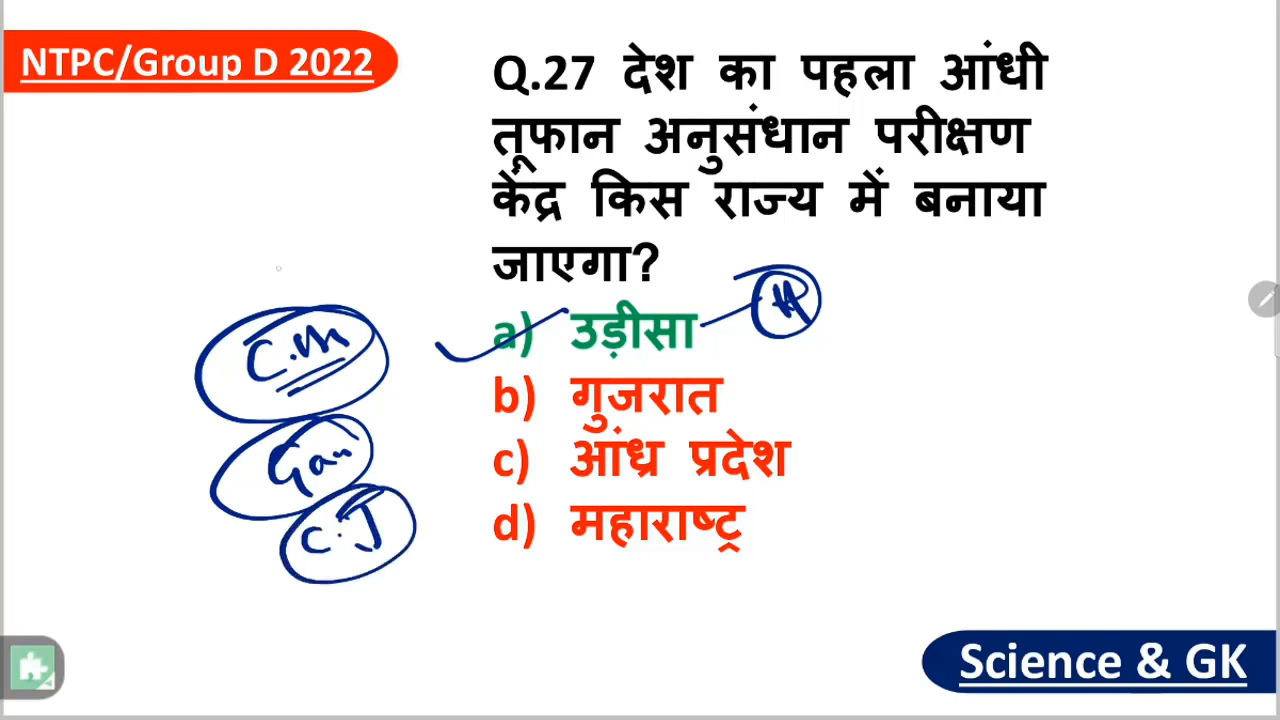 NTPC/Group D 2022
Q.27 देश का पहला आंधी
तूफान अनुसंधान परीक्षण
केंद्र किस राज्य में बनाया
जाएगा?
a) उड़ीसा
b) गुजरात
c) आंध्र प्रदेश
d) महाराष्ट्र
C.M
C.J
Science & GK